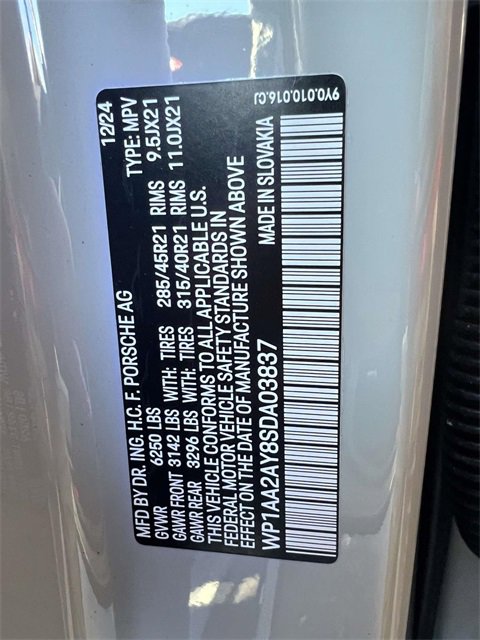 MFD BY DR. ING. H.C. F. PORSCHE AG 12/24
GVWR 6250 LBS TYPE: MPV
GAWR FRONT 3142 LBS WITH: TIRES 285/45R21 RIMS 9.5JX21
GAWR REAR 3296 LBS WITH: TIRES 315/40R21 RIMS 11.0JX21
THIS VEHICLE CONFORMS TO ALL APPLICABLE U.S.
FEDERAL MOTOR VEHICLE SAFETY STANDARDS IN
EFFECT ON THE DATE OF MANUFACTURE SHOWN ABOVE
WP1AA2AY8SDA03837 MADE IN SLOVAKIA
9Y0.010.016.CJ